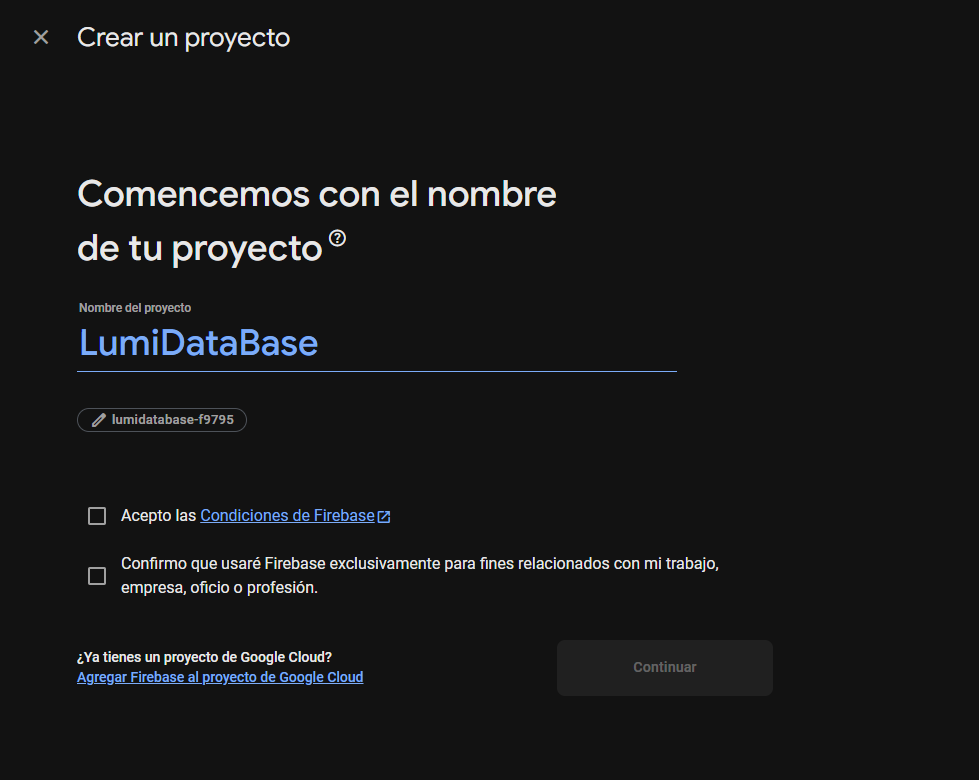 Crear un proyecto
Comencemos con el nombre
de tu proyecto
Nombre del proyecto
LumiDataBase
lumidatabase-f9795
Acepto las Condiciones de Firebase
Confirmo que usaré Firebase exclusivamente para fines relacionados con mi trabajo,
empresa, oficio o profesión.
¿Ya tienes un proyecto de Google Cloud?
Agregar Firebase al proyecto de Google Cloud
Continuar